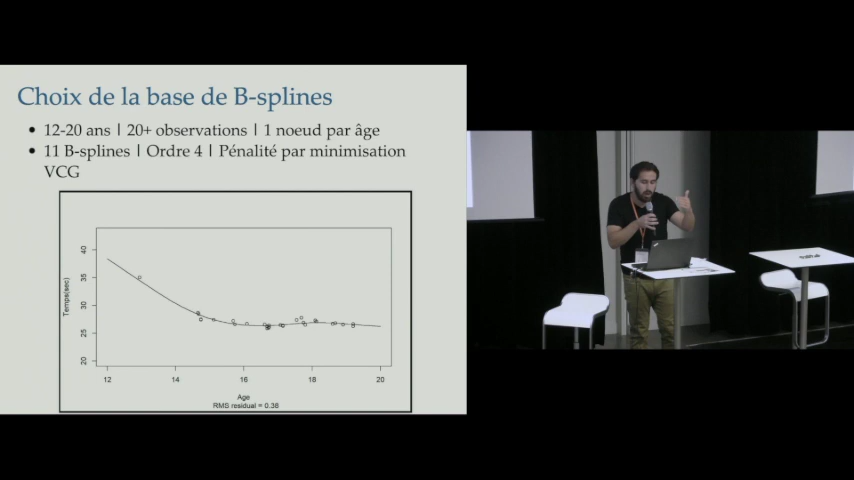 Choix de la base de B-splines
• 12-20 ans | 20+ observations | 1 noeud par âge
• 11 B-splines | Ordre 4 | Pénalité par minimisation
VCG
Temps(sec)
40
35
30
25
20
12
14
16
18
20
Age
RMS residual = 0.38